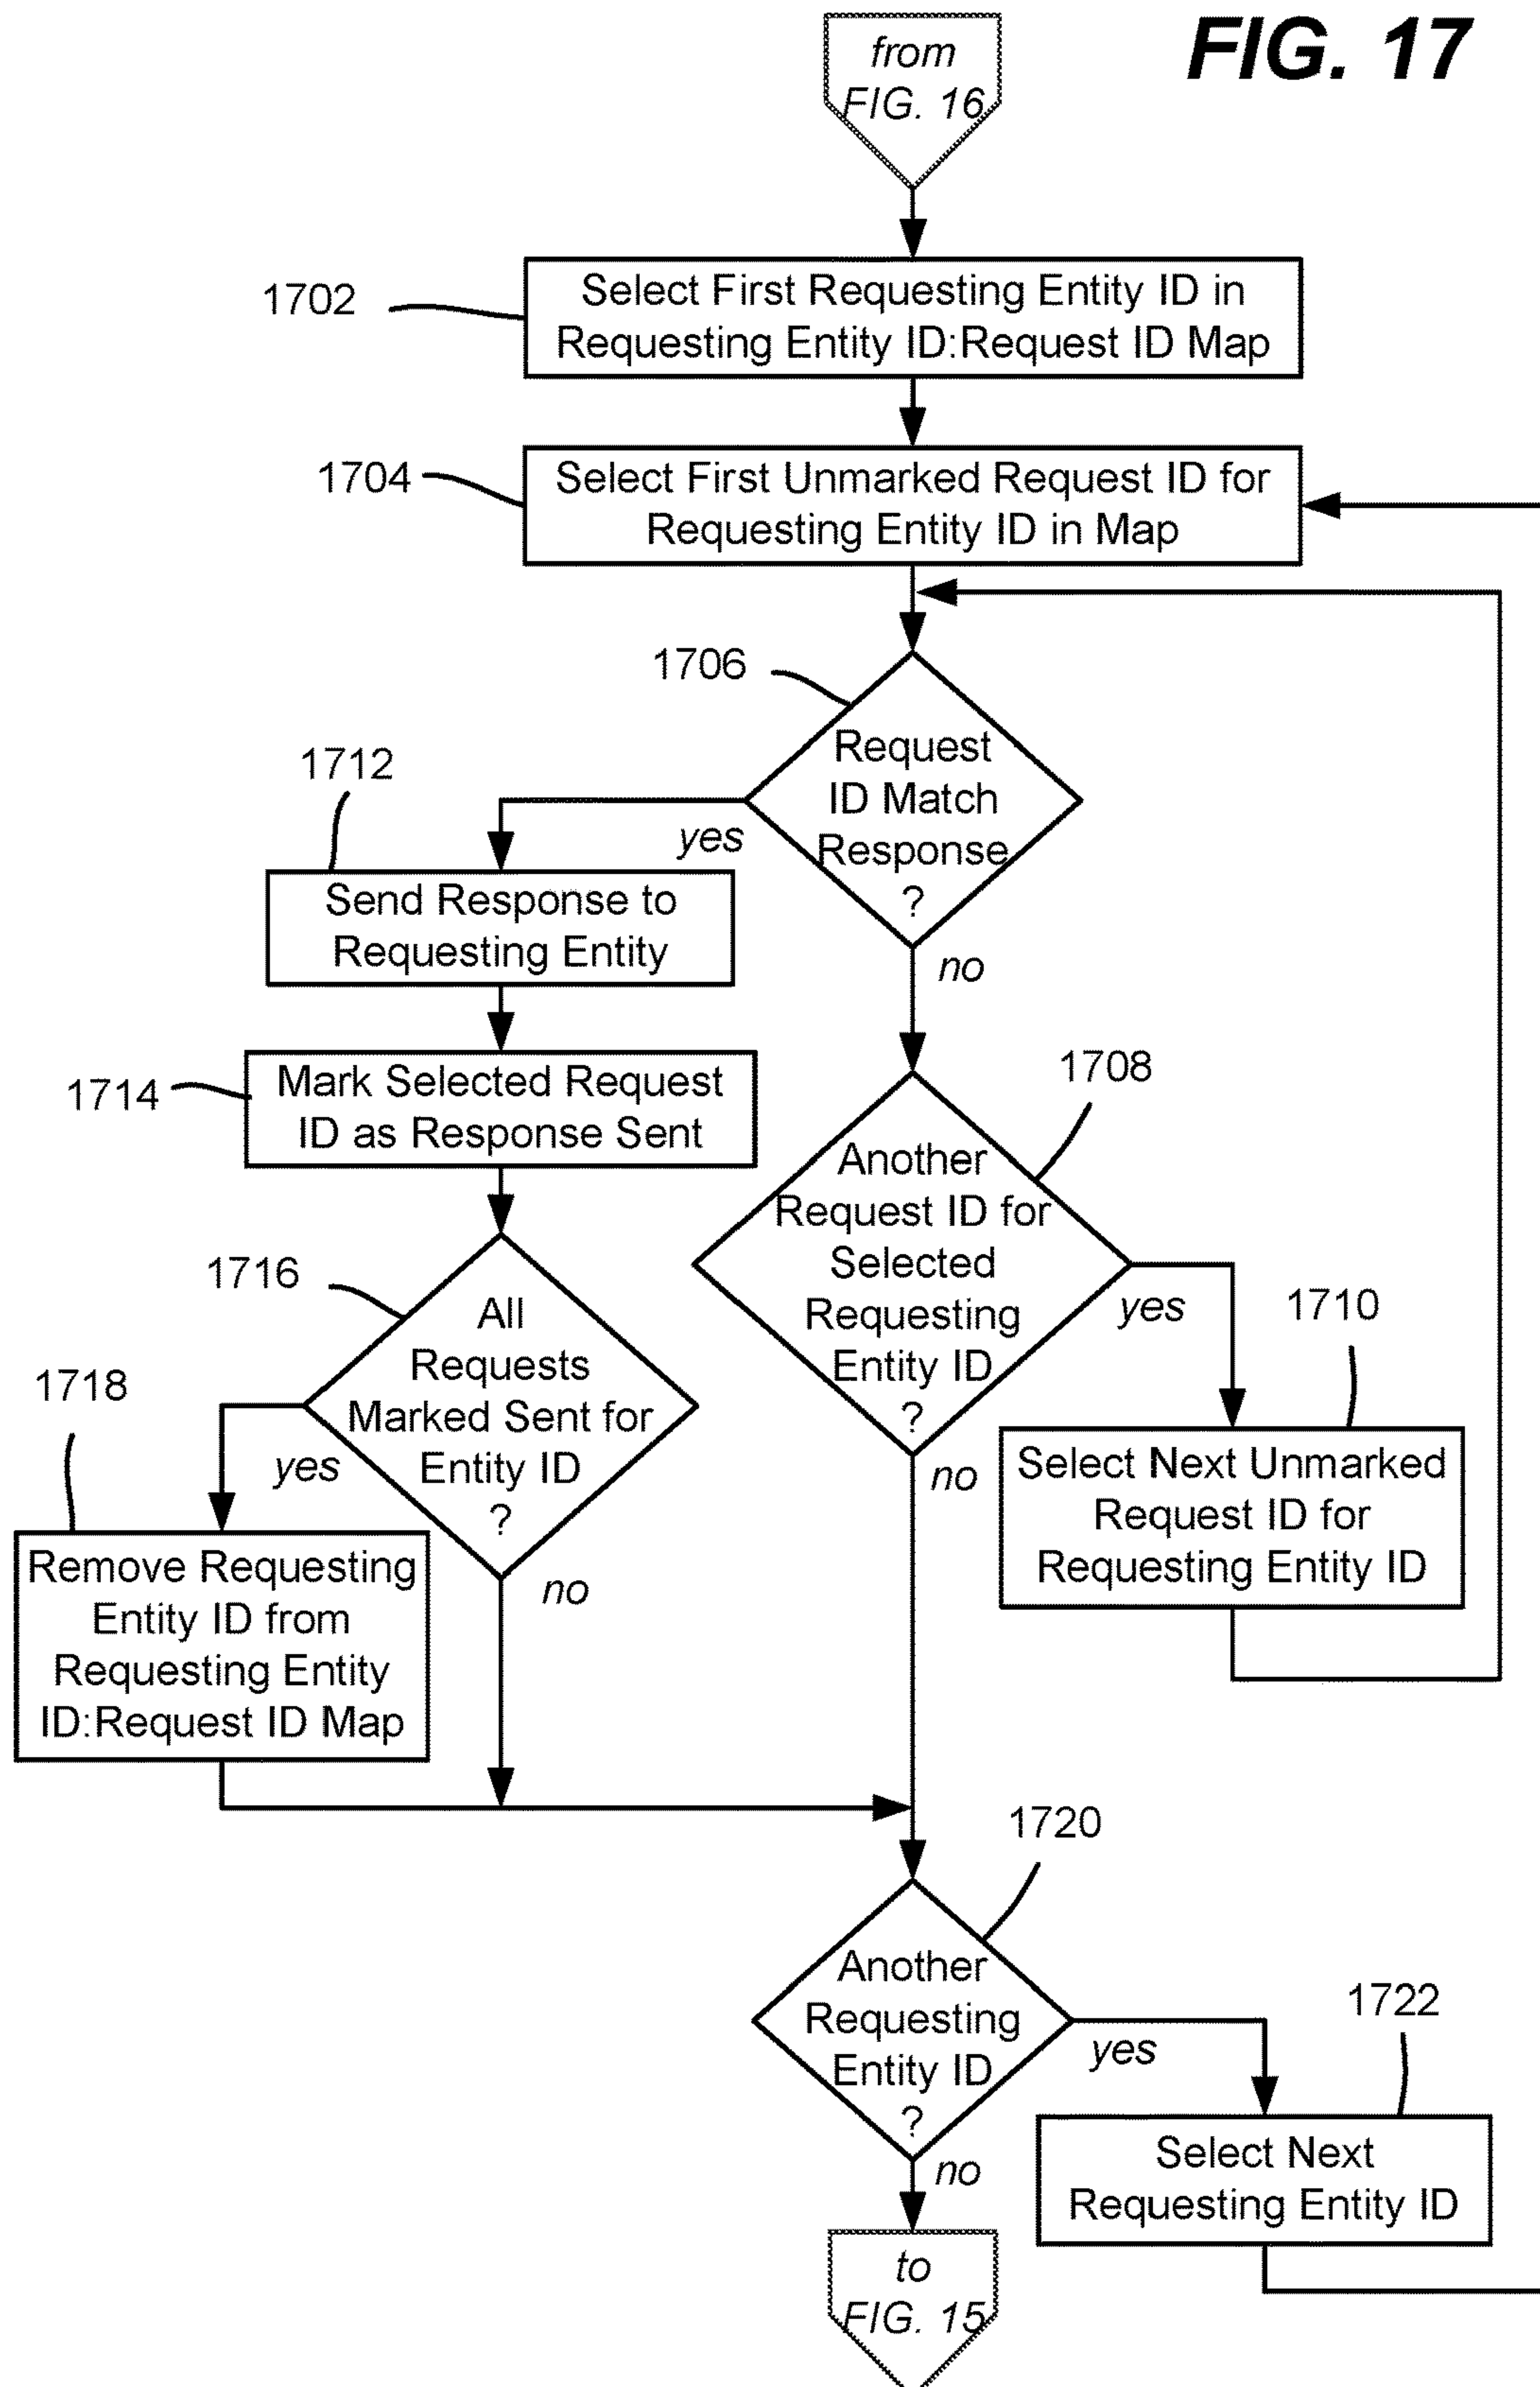 FIG. 17
from
FIG. 16
1702
Select First Requesting Entity ID in
Requesting Entity ID:Request ID Map
1704
Select First Unmarked Request ID for
Requesting Entity ID in Map
1706
Request
ID Match
Response
?
yes
no
1712
Send Response to
Requesting Entity
1714
Mark Selected Request
ID as Response Sent
1708
Another
Request ID for
Selected
Requesting
Entity ID
?
yes
no
1710
Select Next Unmarked
Request ID for
Requesting Entity ID
1716
All
Requests
Marked Sent for
Entity ID
?
yes
no
1718
Remove Requesting
Entity ID from
Requesting Entity
ID:Request ID Map
1720
Another
Requesting
Entity ID
?
yes
no
1722
Select Next
Requesting Entity ID
to
FIG. 15